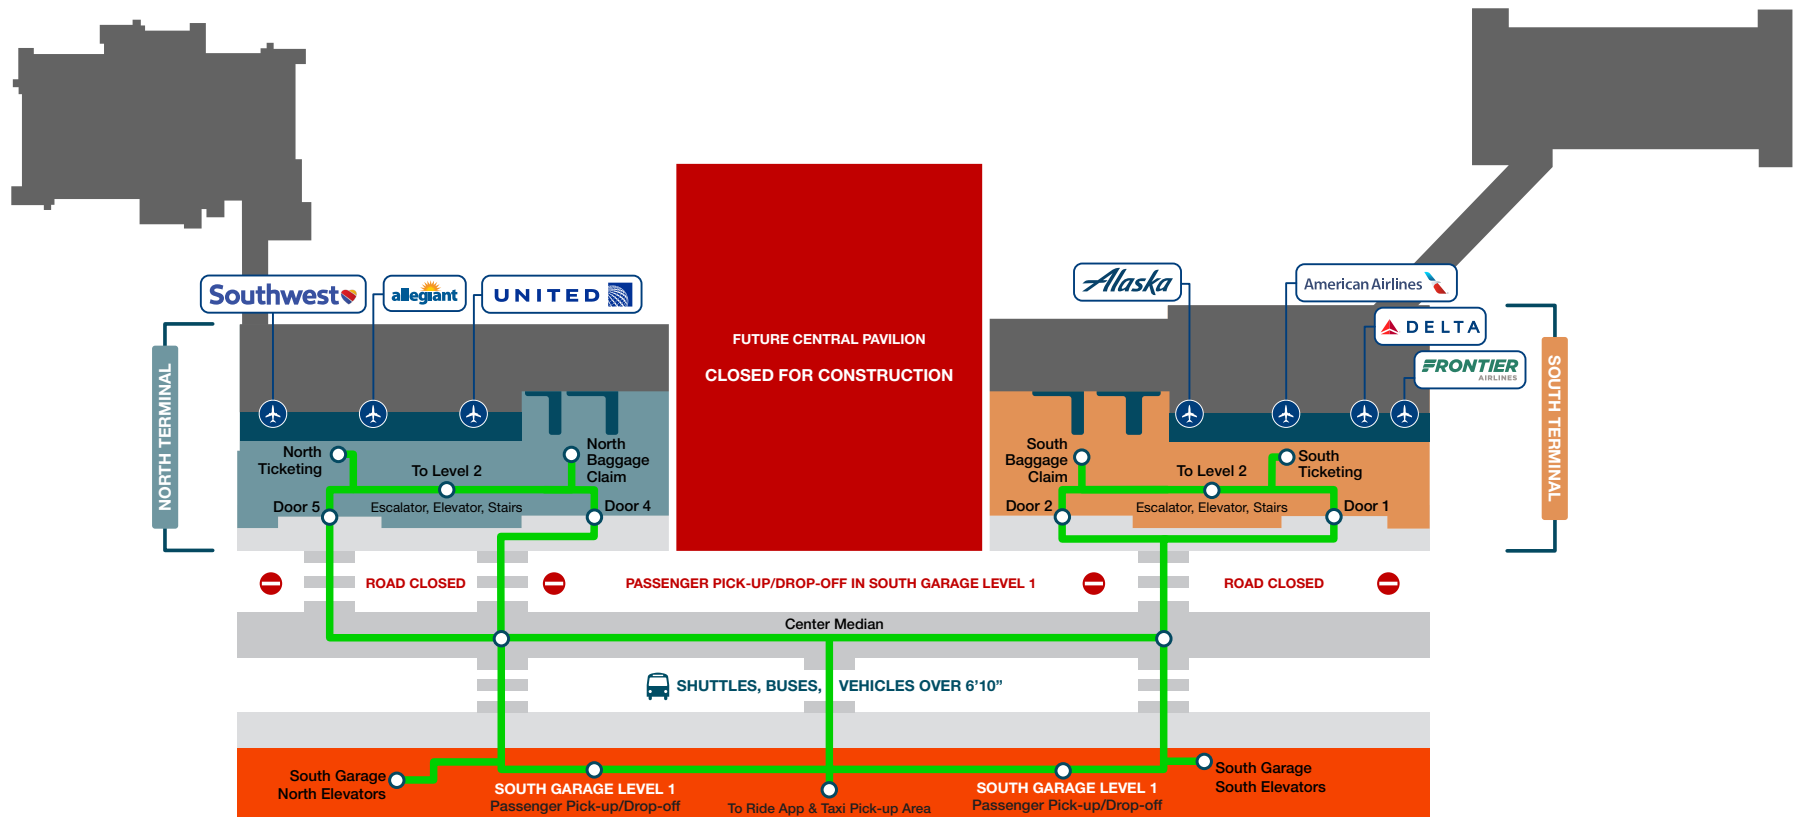 Southwest
allegiant
UNITED
Alaska
American Airlines
DELTA
FRONTIER
AIRLINES
NORTH TERMINAL
SOUTH TERMINAL
FUTURE CENTRAL PAVILION
CLOSED FOR CONSTRUCTION
North
Ticketing
To Level 2
North
Baggage
Claim
Door 5
Escalator, Elevator, Stairs
Door 4
South
Baggage
Claim
To Level 2
South
Ticketing
Door 2
Escalator, Elevator, Stairs
Door 1
ROAD CLOSED
PASSENGER PICK-UP/DROP-OFF IN SOUTH GARAGE LEVEL 1
ROAD CLOSED
Center Median
SHUTTLES, BUSES, VEHICLES OVER 6'10”
South Garage
North Elevators
SOUTH GARAGE LEVEL 1
Passenger Pick-up/Drop-off
To Ride App & Taxi Pick-up Area
SOUTH GARAGE LEVEL 1
Passenger Pick-up/Drop-off
South Garage
South Elevators